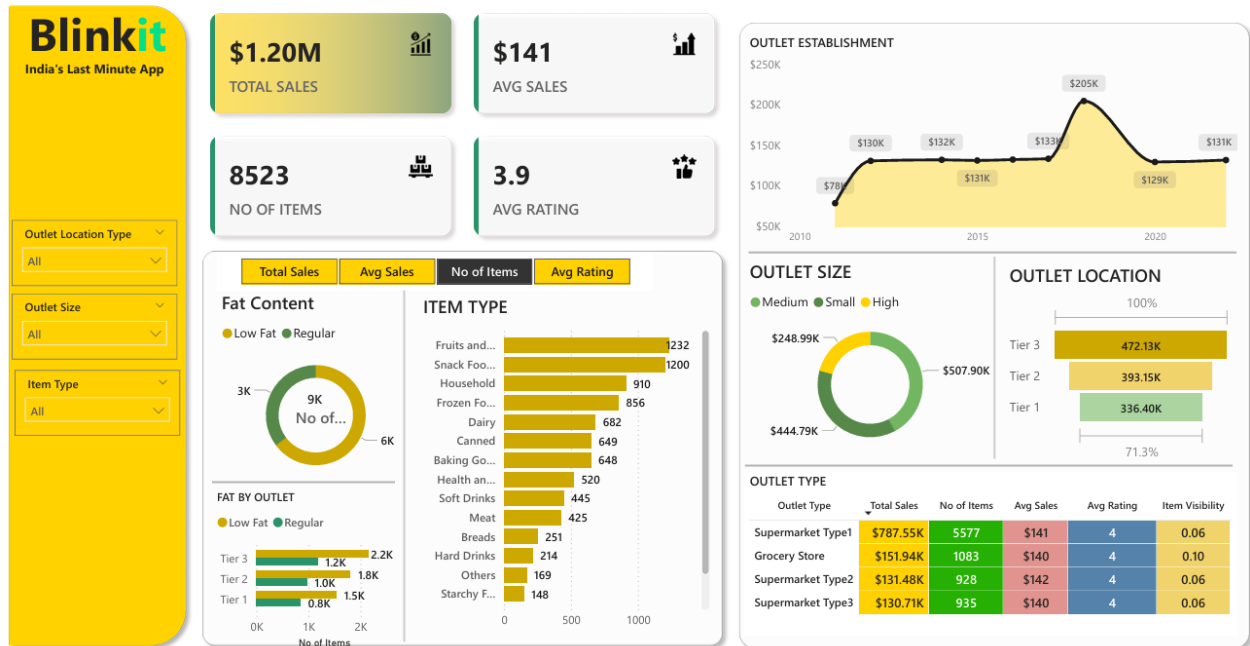 Blinkit
India's Last Minute App
Outlet Location Type
All
Outlet Size
All
Item Type
All
$1.20M
TOTAL SALES
$141
AVG SALES
8523
NO OF ITEMS
3.9
AVG RATING
Total Sales Avg Sales No of Items Avg Rating
Fat Content
Low Fat Regular
3K
9K
No of...
6K
FAT BY OUTLET
Low Fat Regular
Tier 3 2.2K
1.2K
Tier 2 1.8K
1.0K
Tier 1 1.5K
0.8K
0K 1K 2K
No of Items
ITEM TYPE
Fruits and... 1232
Snack Foo... 1200
Household 910
Frozen Fo... 856
Dairy 682
Canned 649
Baking Go... 648
Health an... 520
Soft Drinks 445
Meat 425
Breads 251
Hard Drinks 214
Others 169
Starchy F... 148
0 500 1000
OUTLET ESTABLISHMENT
$250K
$200K
$150K
$100K
$50K
$78K
$130K
$132K
$131K
$133K
$205K
$129K
$131K
2010 2015 2020
OUTLET SIZE
Medium Small High
$248.99K
$507.90K
$444.79K
OUTLET LOCATION
100%
Tier 3 472.13K
Tier 2 393.15K
Tier 1 336.40K
71.3%
OUTLET TYPE
Outlet Type Total Sales No of Items Avg Sales Avg Rating Item Visibility
Supermarket Type1 $787.55K 5577 $141 4 0.06
Grocery Store $151.94K 1083 $140 4 0.10
Supermarket Type2 $131.48K 928 $142 4 0.06
Supermarket Type3 $130.71K 935 $140 4 0.06